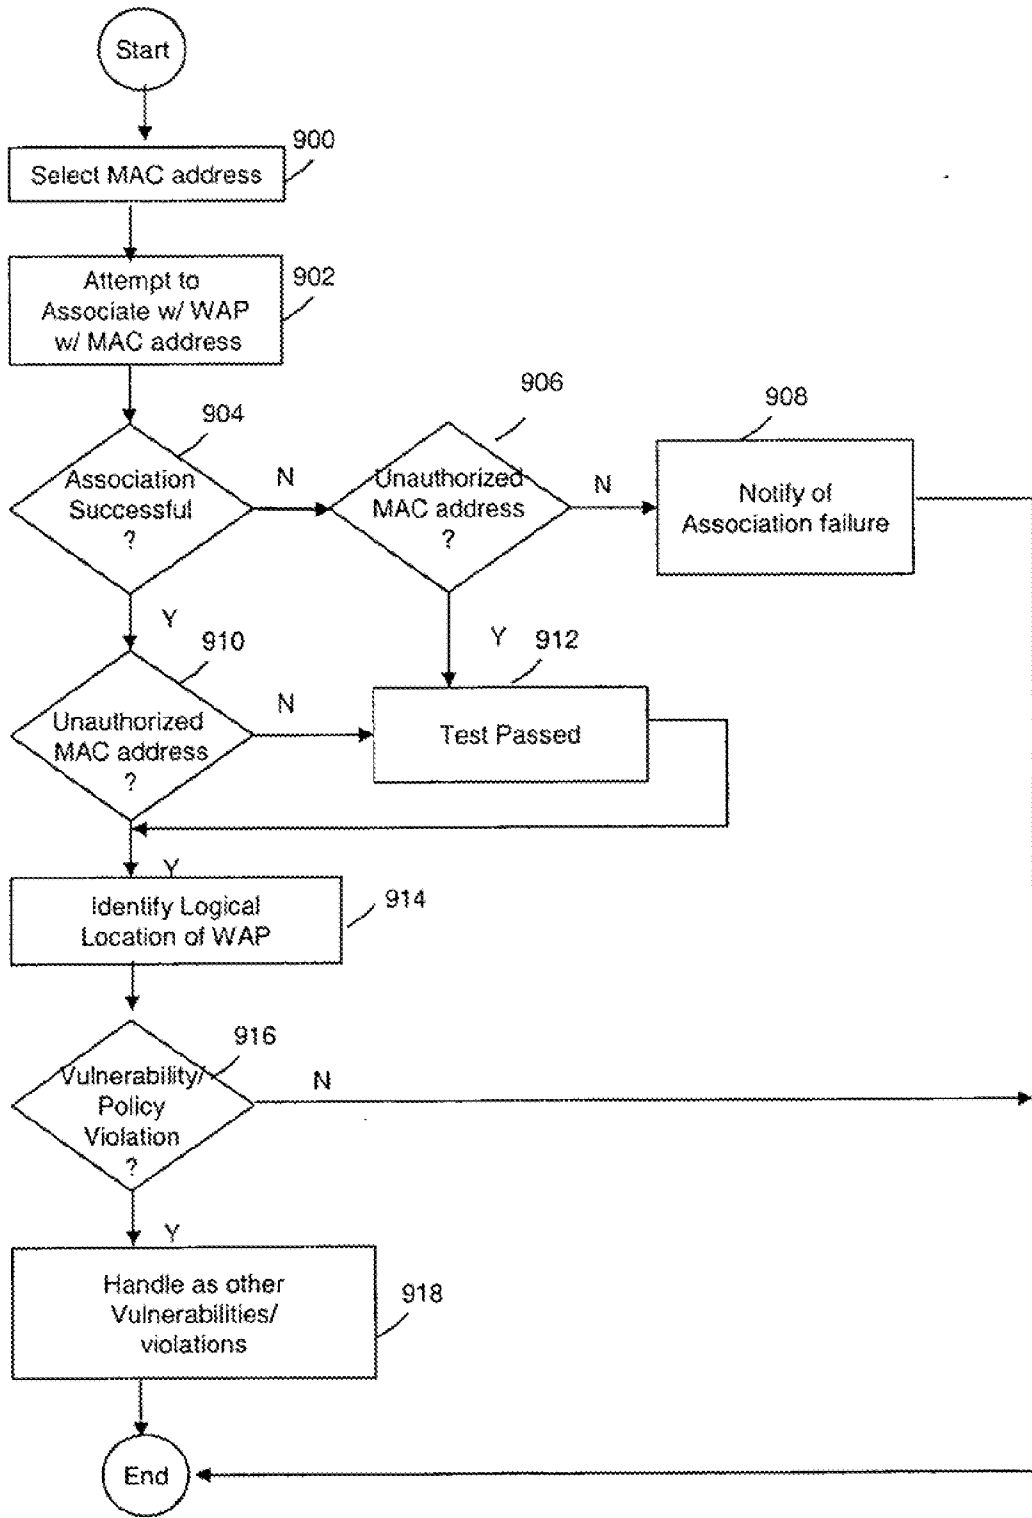 Start
900
Select MAC address
902
Attempt to
Associate w/ WAP
w/ MAC address
904
Association
Successful
?
N
906
Unauthorized
MAC address
?
N
908
Notify of
Association failure
Y
Y
910
Unauthorized
MAC address
?
N
912
Test Passed
Y
914
Identify Logical
Location of WAP
916
Vulnerability/
Policy
Violation
?
N
Y
918
Handle as other
Vulnerabilities/
violations
End